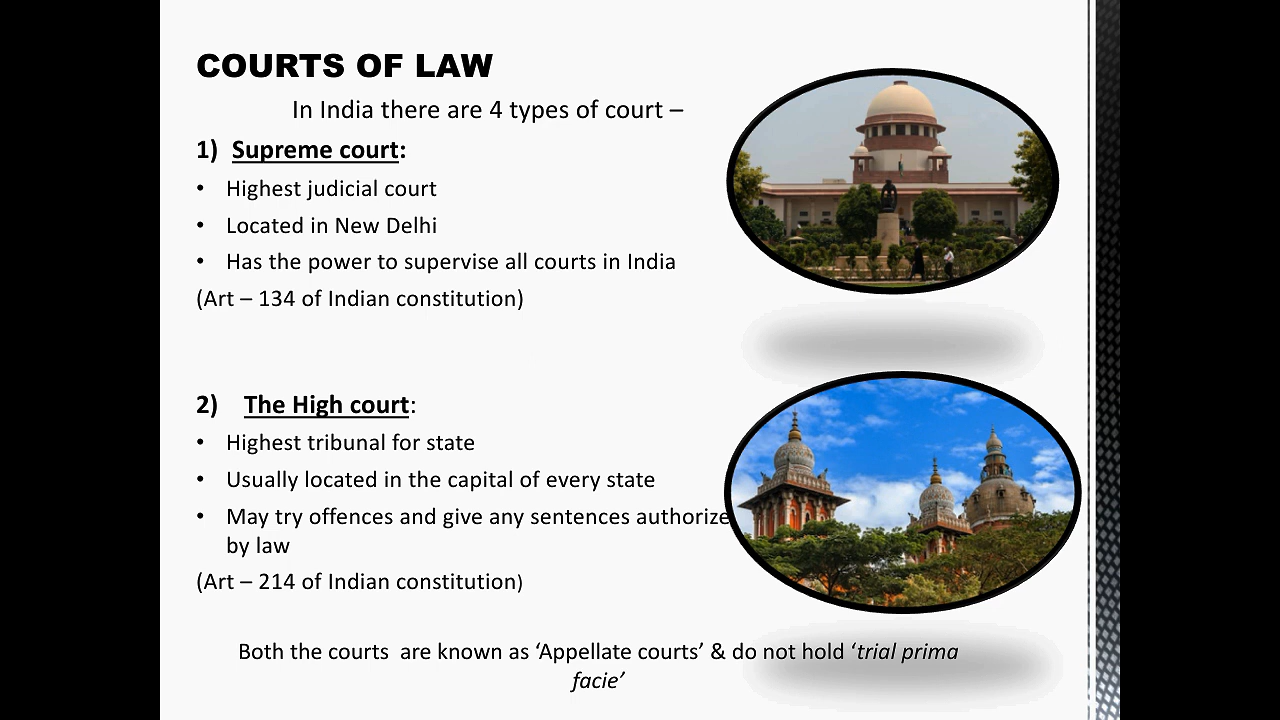 COURTS OF LAW
In India there are 4 types of court –
1) Supreme court:
• Highest judicial court
• Located in New Delhi
• Has the power to supervise all courts in India
(Art – 134 of Indian constitution)
2) The High court:
• Highest tribunal for state
• Usually located in the capital of every state
• May try offences and give any sentences authorize
by law
(Art – 214 of Indian constitution)
Both the courts are known as ‘Appellate courts’ & do not hold ‘trial prima
facie’